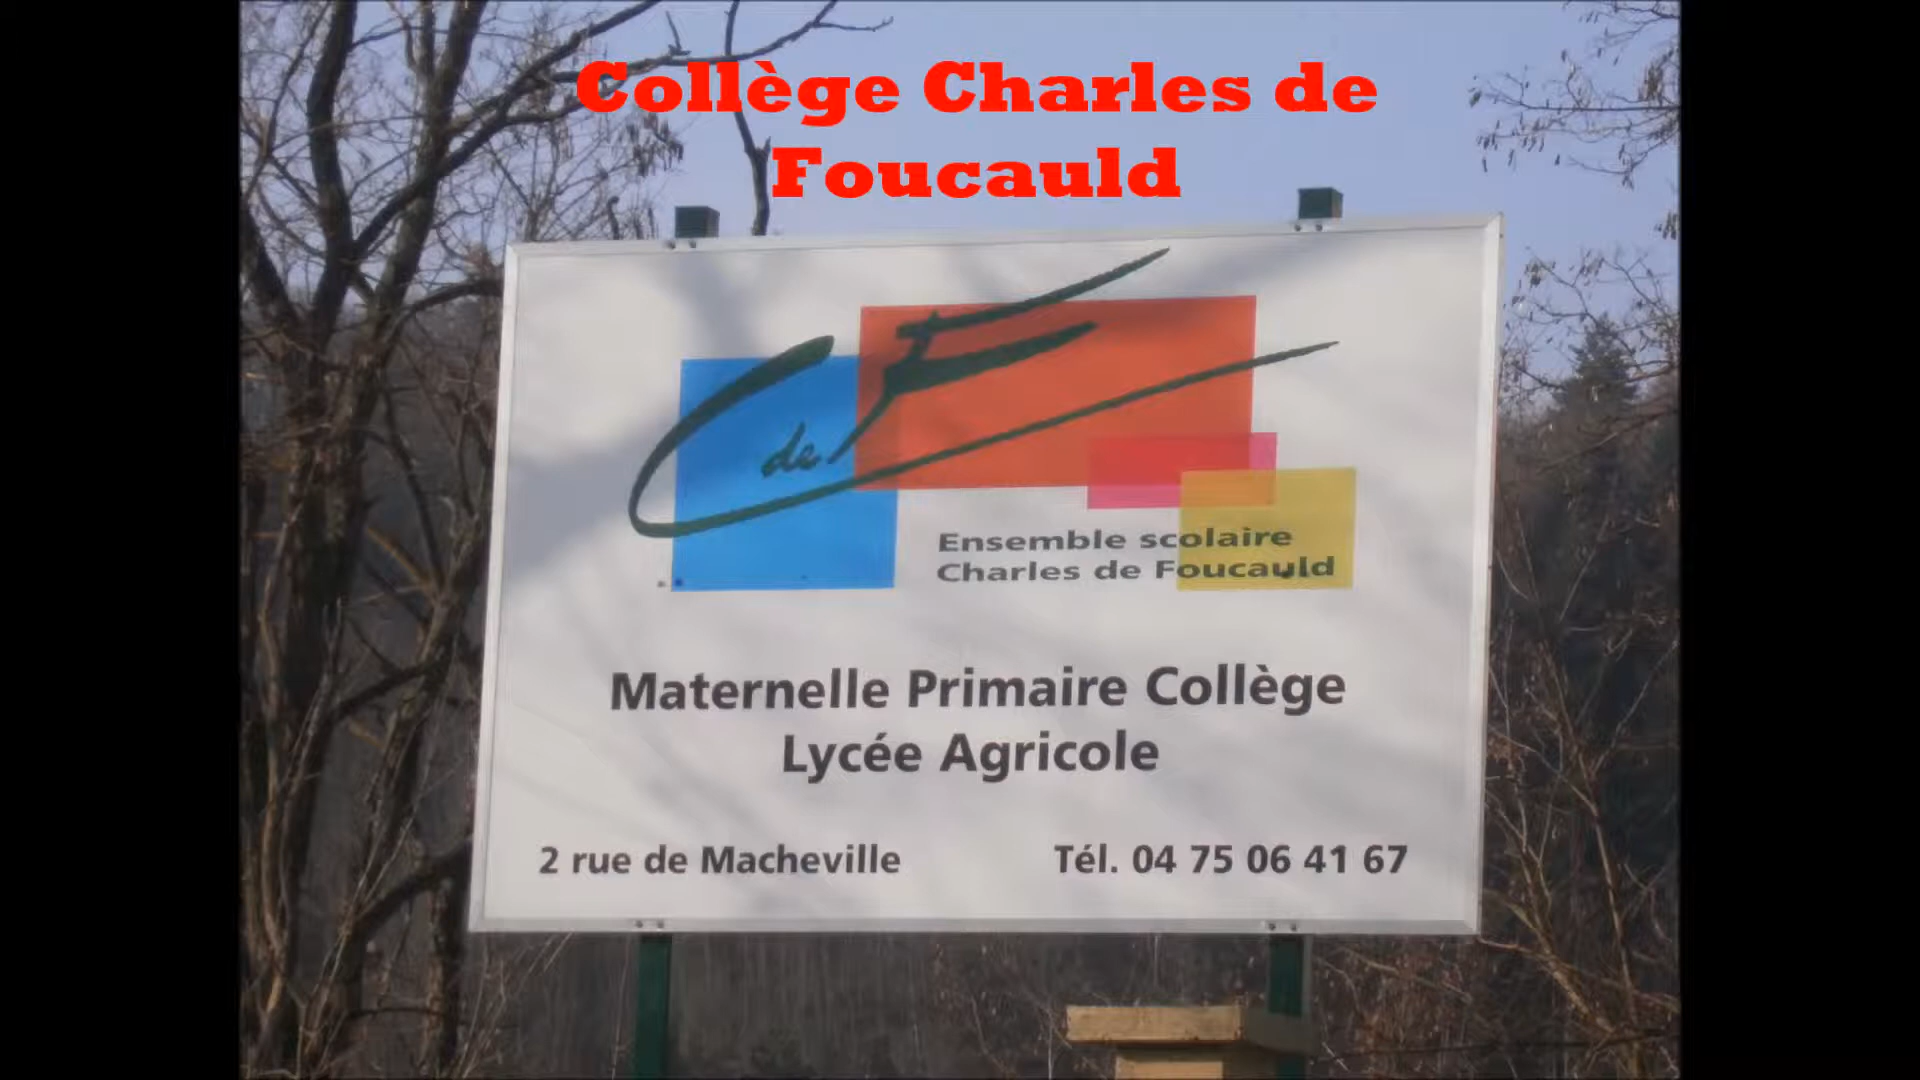 Collège Charles de
Foucauld
C de F
Ensemble scolaire
Charles de Foucauld
Maternelle Primaire Collège
Lycée Agricole
2 rue de Macheville Tél. 04 75 06 41 67